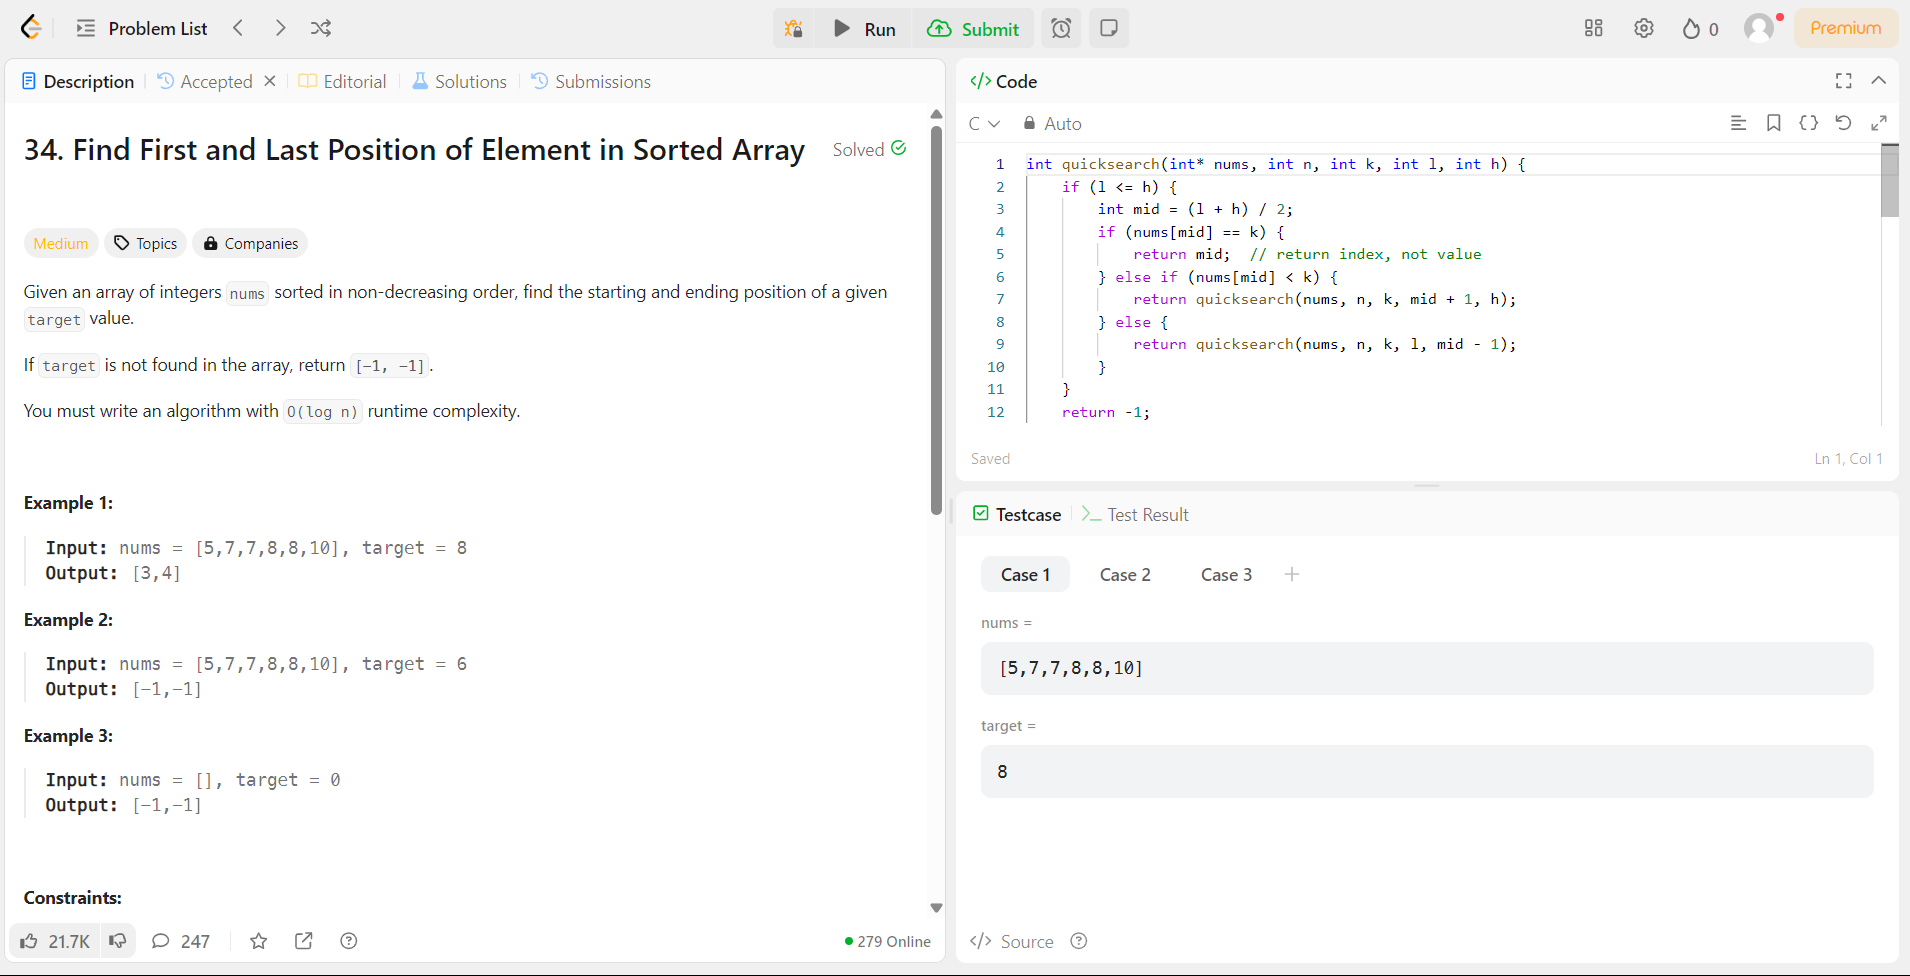 Problem List
Run
Submit
0
Premium
Description
Accepted
Editorial
Solutions
Submissions
34. Find First and Last Position of Element in Sorted Array
Solved
Medium
Topics
Companies
Given an array of integers nums sorted in non-decreasing order, find the starting and ending position of a given
target value.
If target is not found in the array, return [-1, -1].
You must write an algorithm with O(log n) runtime complexity.
Example 1:
Input: nums = [5,7,7,8,8,10], target = 8
Output: [3,4]
Example 2:
Input: nums = [5,7,7,8,8,10], target = 6
Output: [-1,-1]
Example 3:
Input: nums = [], target = 0
Output: [-1,-1]
Constraints:
21.7K
247
279 Online
</> Code
C
Auto
1 int quicksearch(int* nums, int n, int k, int l, int h) {
2 if (l <= h) {
3 int mid = (l + h) / 2;
4 if (nums[mid] == k) {
5 return mid;  // return index, not value
6 } else if (nums[mid] < k) {
7 return quicksearch(nums, n, k, mid + 1, h);
8 } else {
9 return quicksearch(nums, n, k, l, mid - 1);
10 }
11 }
12 return -1;
Saved
Ln 1, Col 1
Testcase
Test Result
Case 1
Case 2
Case 3
nums =
[5,7,7,8,8,10]
target =
8
</> Source